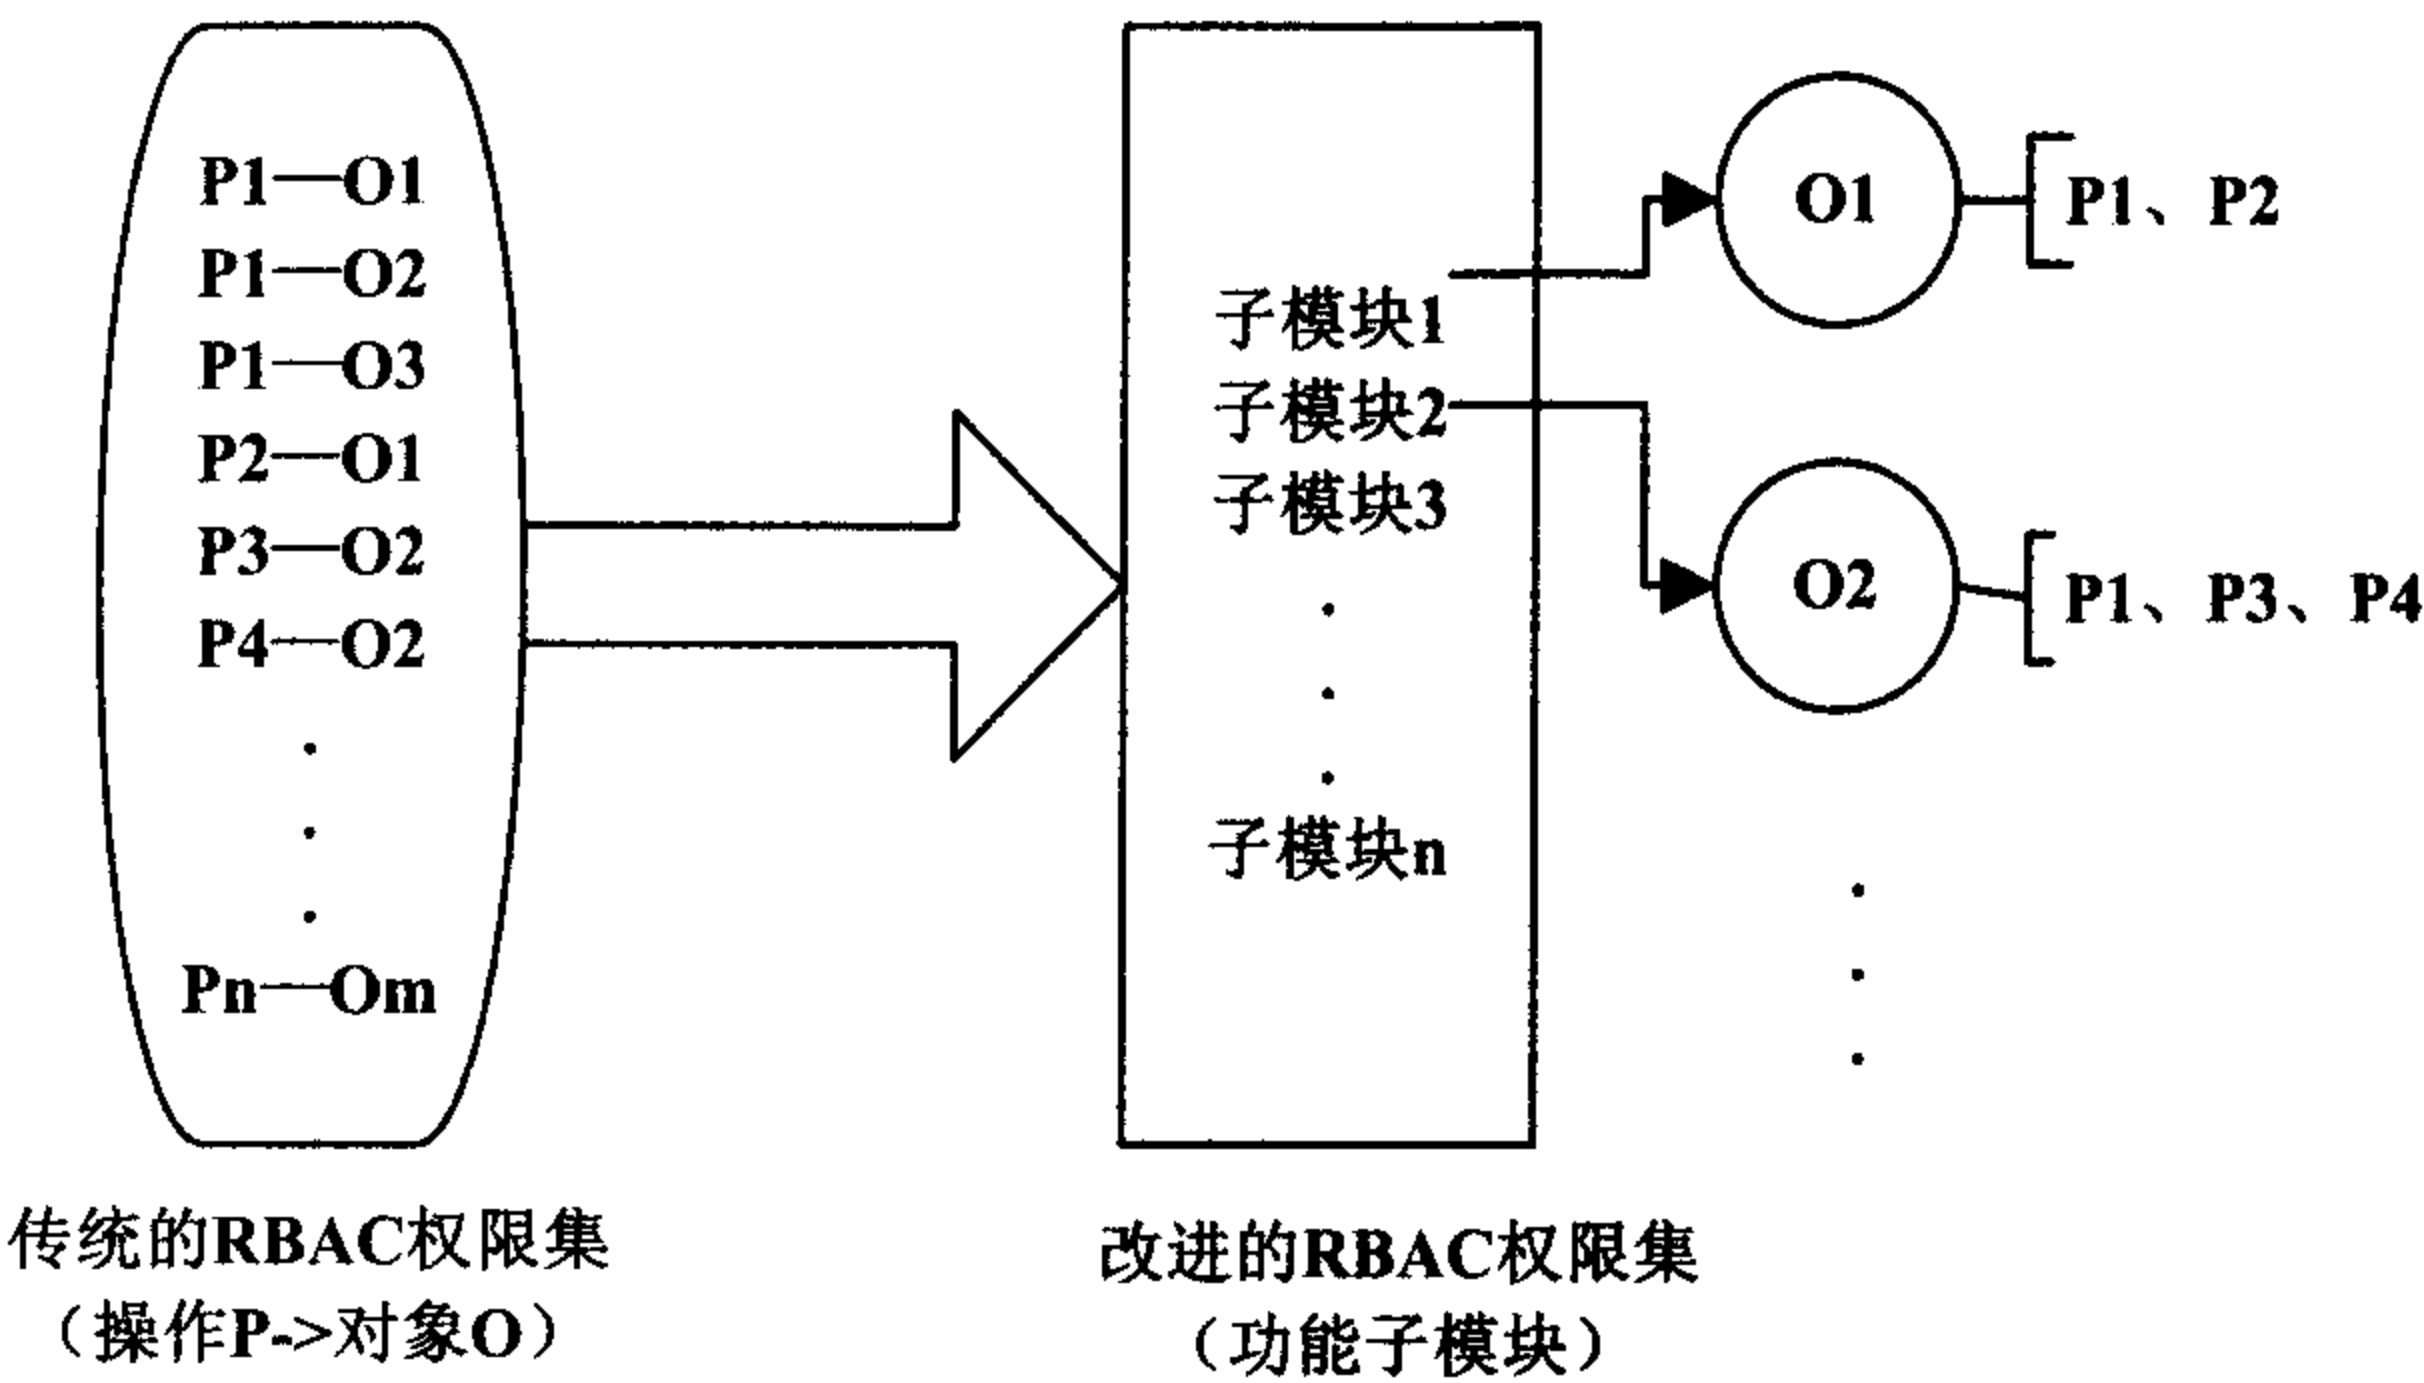 P1—O1
P1—O2
P1—O3
P2—O1
P3—O2
P4—O2
Pn—Om
传统的RBAC权限集
（操作P->对象O）
子模块1
子模块2
子模块3
子模块n
改进的RBAC权限集
（功能子模块）
O1
P1、P2
O2
P1、P3、P4